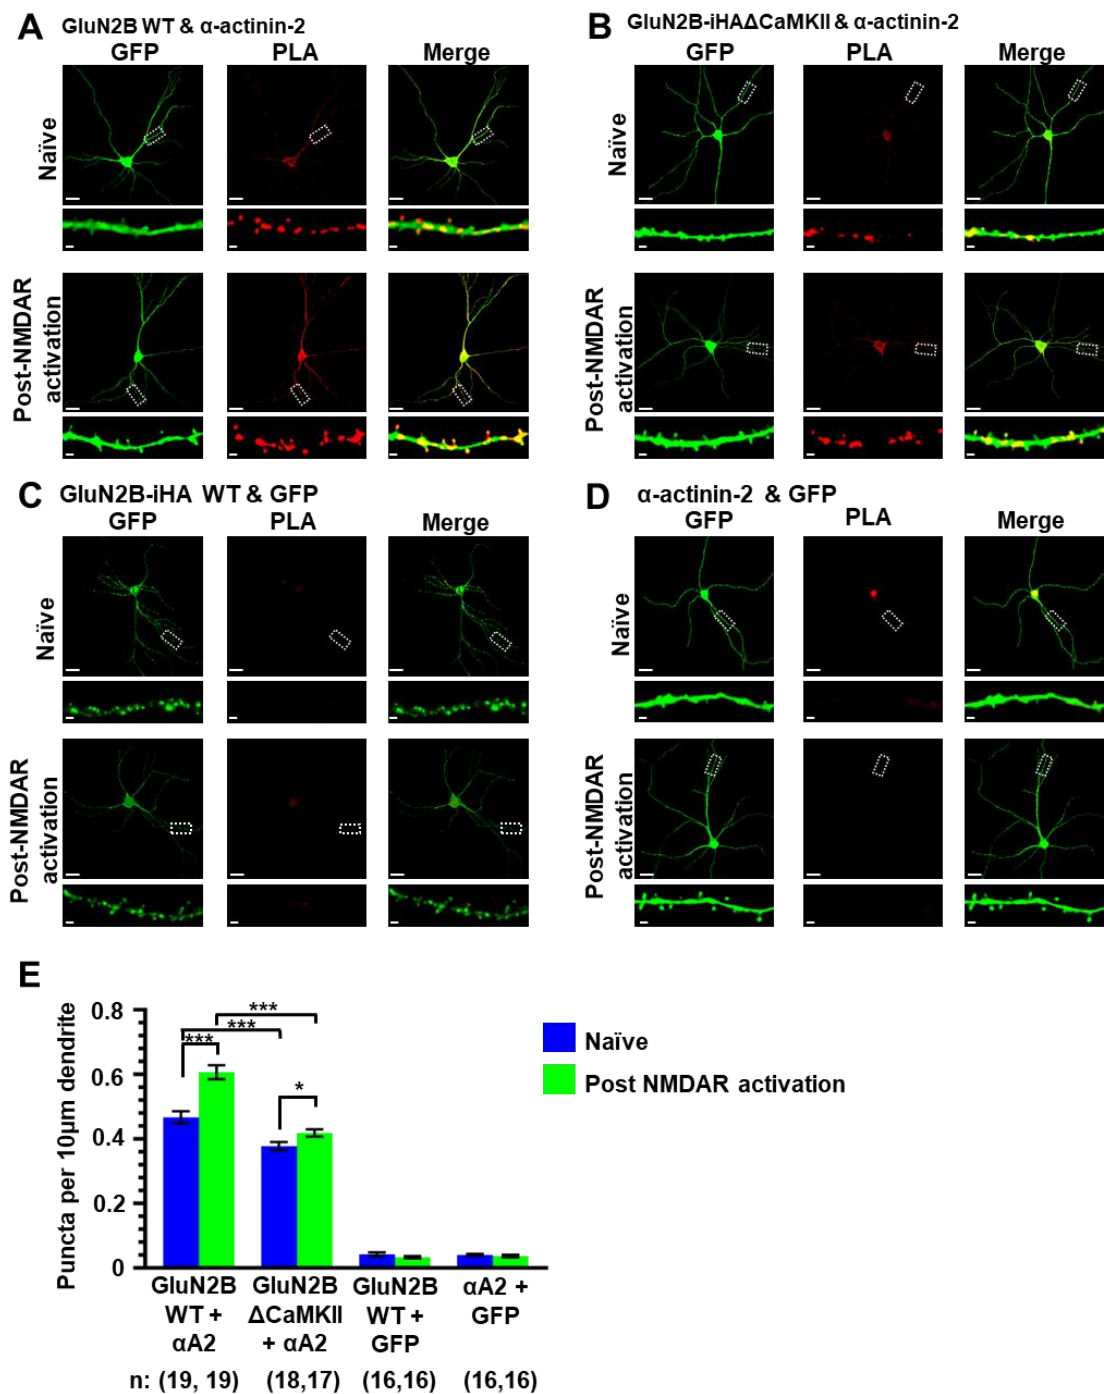 A GluN2B WT & α-actinin-2
GFP PLA Merge
Naïve
Post-NMDAR
activation
B GluN2B-iHAΔCaMKII & α-actinin-2
GFP PLA Merge
Naïve
Post-NMDAR
activation
C GluN2B-iHA WT & GFP
GFP PLA Merge
Naïve
Post-NMDAR
activation
D α-actinin-2 & GFP
GFP PLA Merge
Naïve
Post-NMDAR
activation
E
Puncta per 10µm dendrite
0.8
0.6
0.4
0.2
0
***
***
***
*
Naïve
Post NMDAR activation
GluN2B GluN2B GluN2B αA2 +
WT + ΔCaMKII WT + GFP
αA2 + αA2 GFP
n: (19, 19) (18,17) (16,16) (16,16)